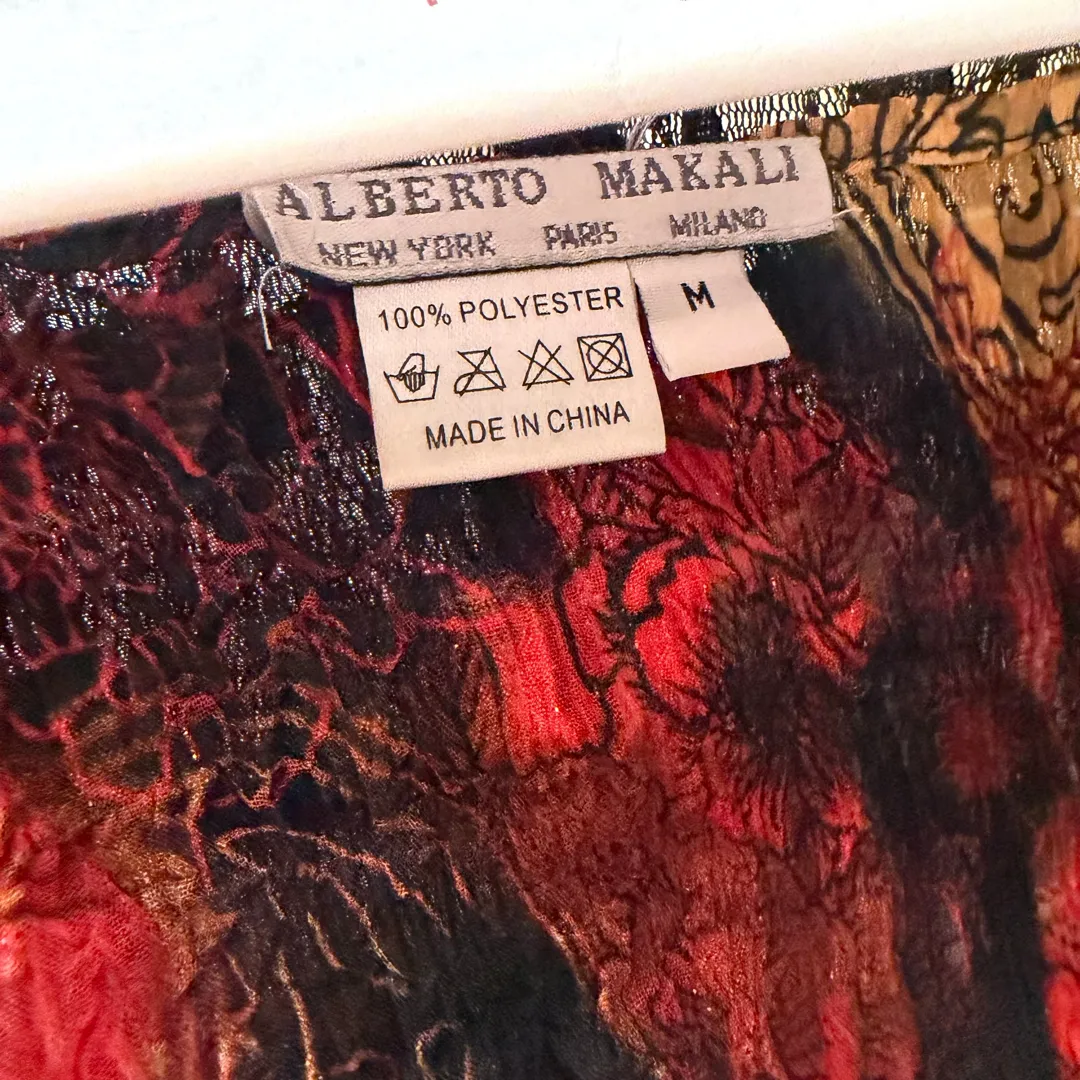 ALBERTO MAKALI
NEW YORK PARIS MILANO
100% POLYESTER
M
MADE IN CHINA